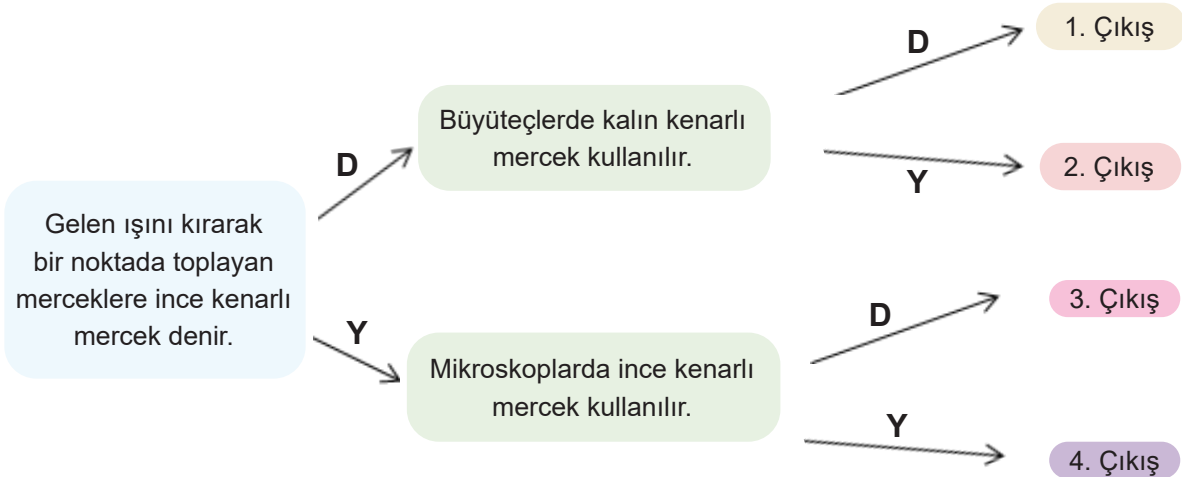 Gelen ışını kırarak
bir noktada toplayan
merceklere ince kenarlı
mercek denir.
D
Y
Büyüteçlerde kalın kenarlı
mercek kullanılır.
D
Y
1. Çıkış
2. Çıkış
Mikroskoplarda ince kenarlı
mercek kullanılır.
D
Y
3. Çıkış
4. Çıkış